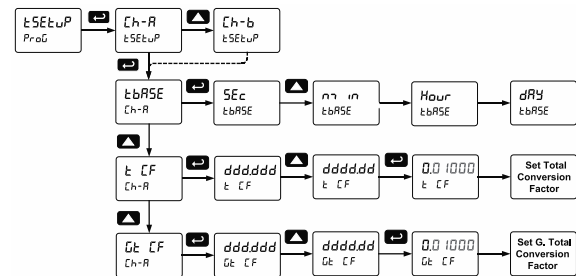 tSEtuP Ch-A Ch-b
ProG tSEtuP tSEtuP
tbASE SEc min Hour dAY
Ch-A tbASE tbASE tbASE tbASE
t CF ddd.ddd dddd.dd 0.01000 Set Total
Ch-A t CF t CF t CF Conversion
Factor
Gt CF ddd.ddd dddd.dd 0.01000 Set G. Total
Ch-A Gt CF Gt CF Gt CF Conversion
Factor